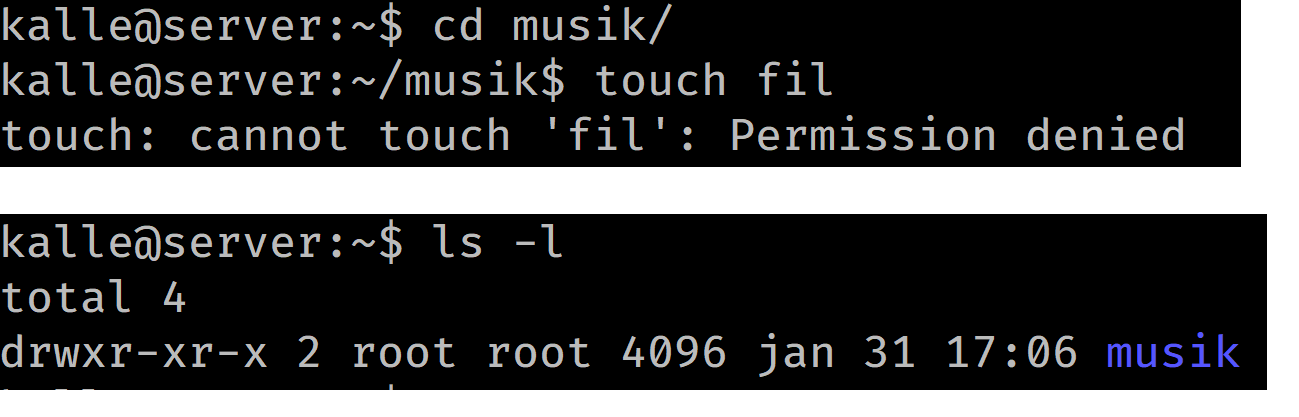 kalle@server:~$ cd musik/
kalle@server:~/musik$ touch fil
touch: cannot touch 'fil': Permission denied
kalle@server:~$ ls -l
total 4
drwxr-xr-x 2 root root 4096 jan 31 17:06 musik